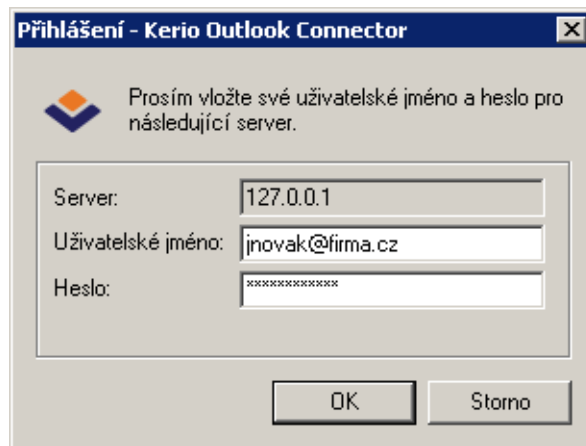 Přihlášení - Kerio Outlook Connector
Prosím vložte své uživatelské jméno a heslo pro
následující server.
Server: 127.0.0.1
Uživatelské jméno: jnovak@firma.cz
Heslo: ************
OK Storno